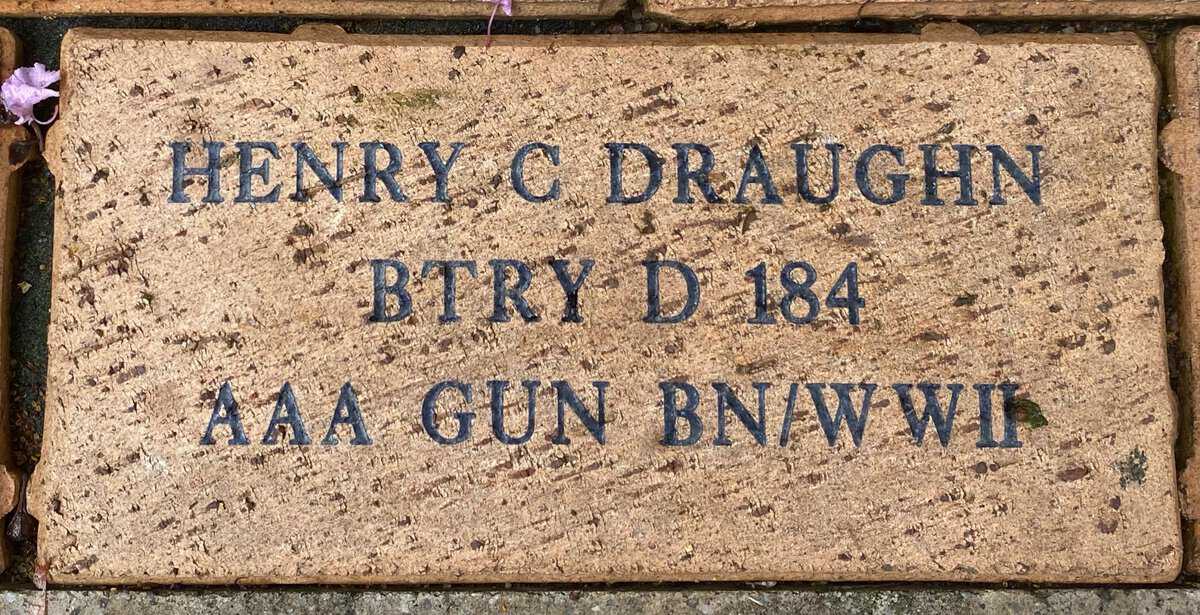 HENRY C DRAUGHN
BTRY D 184
AAA GUN BN/WWII